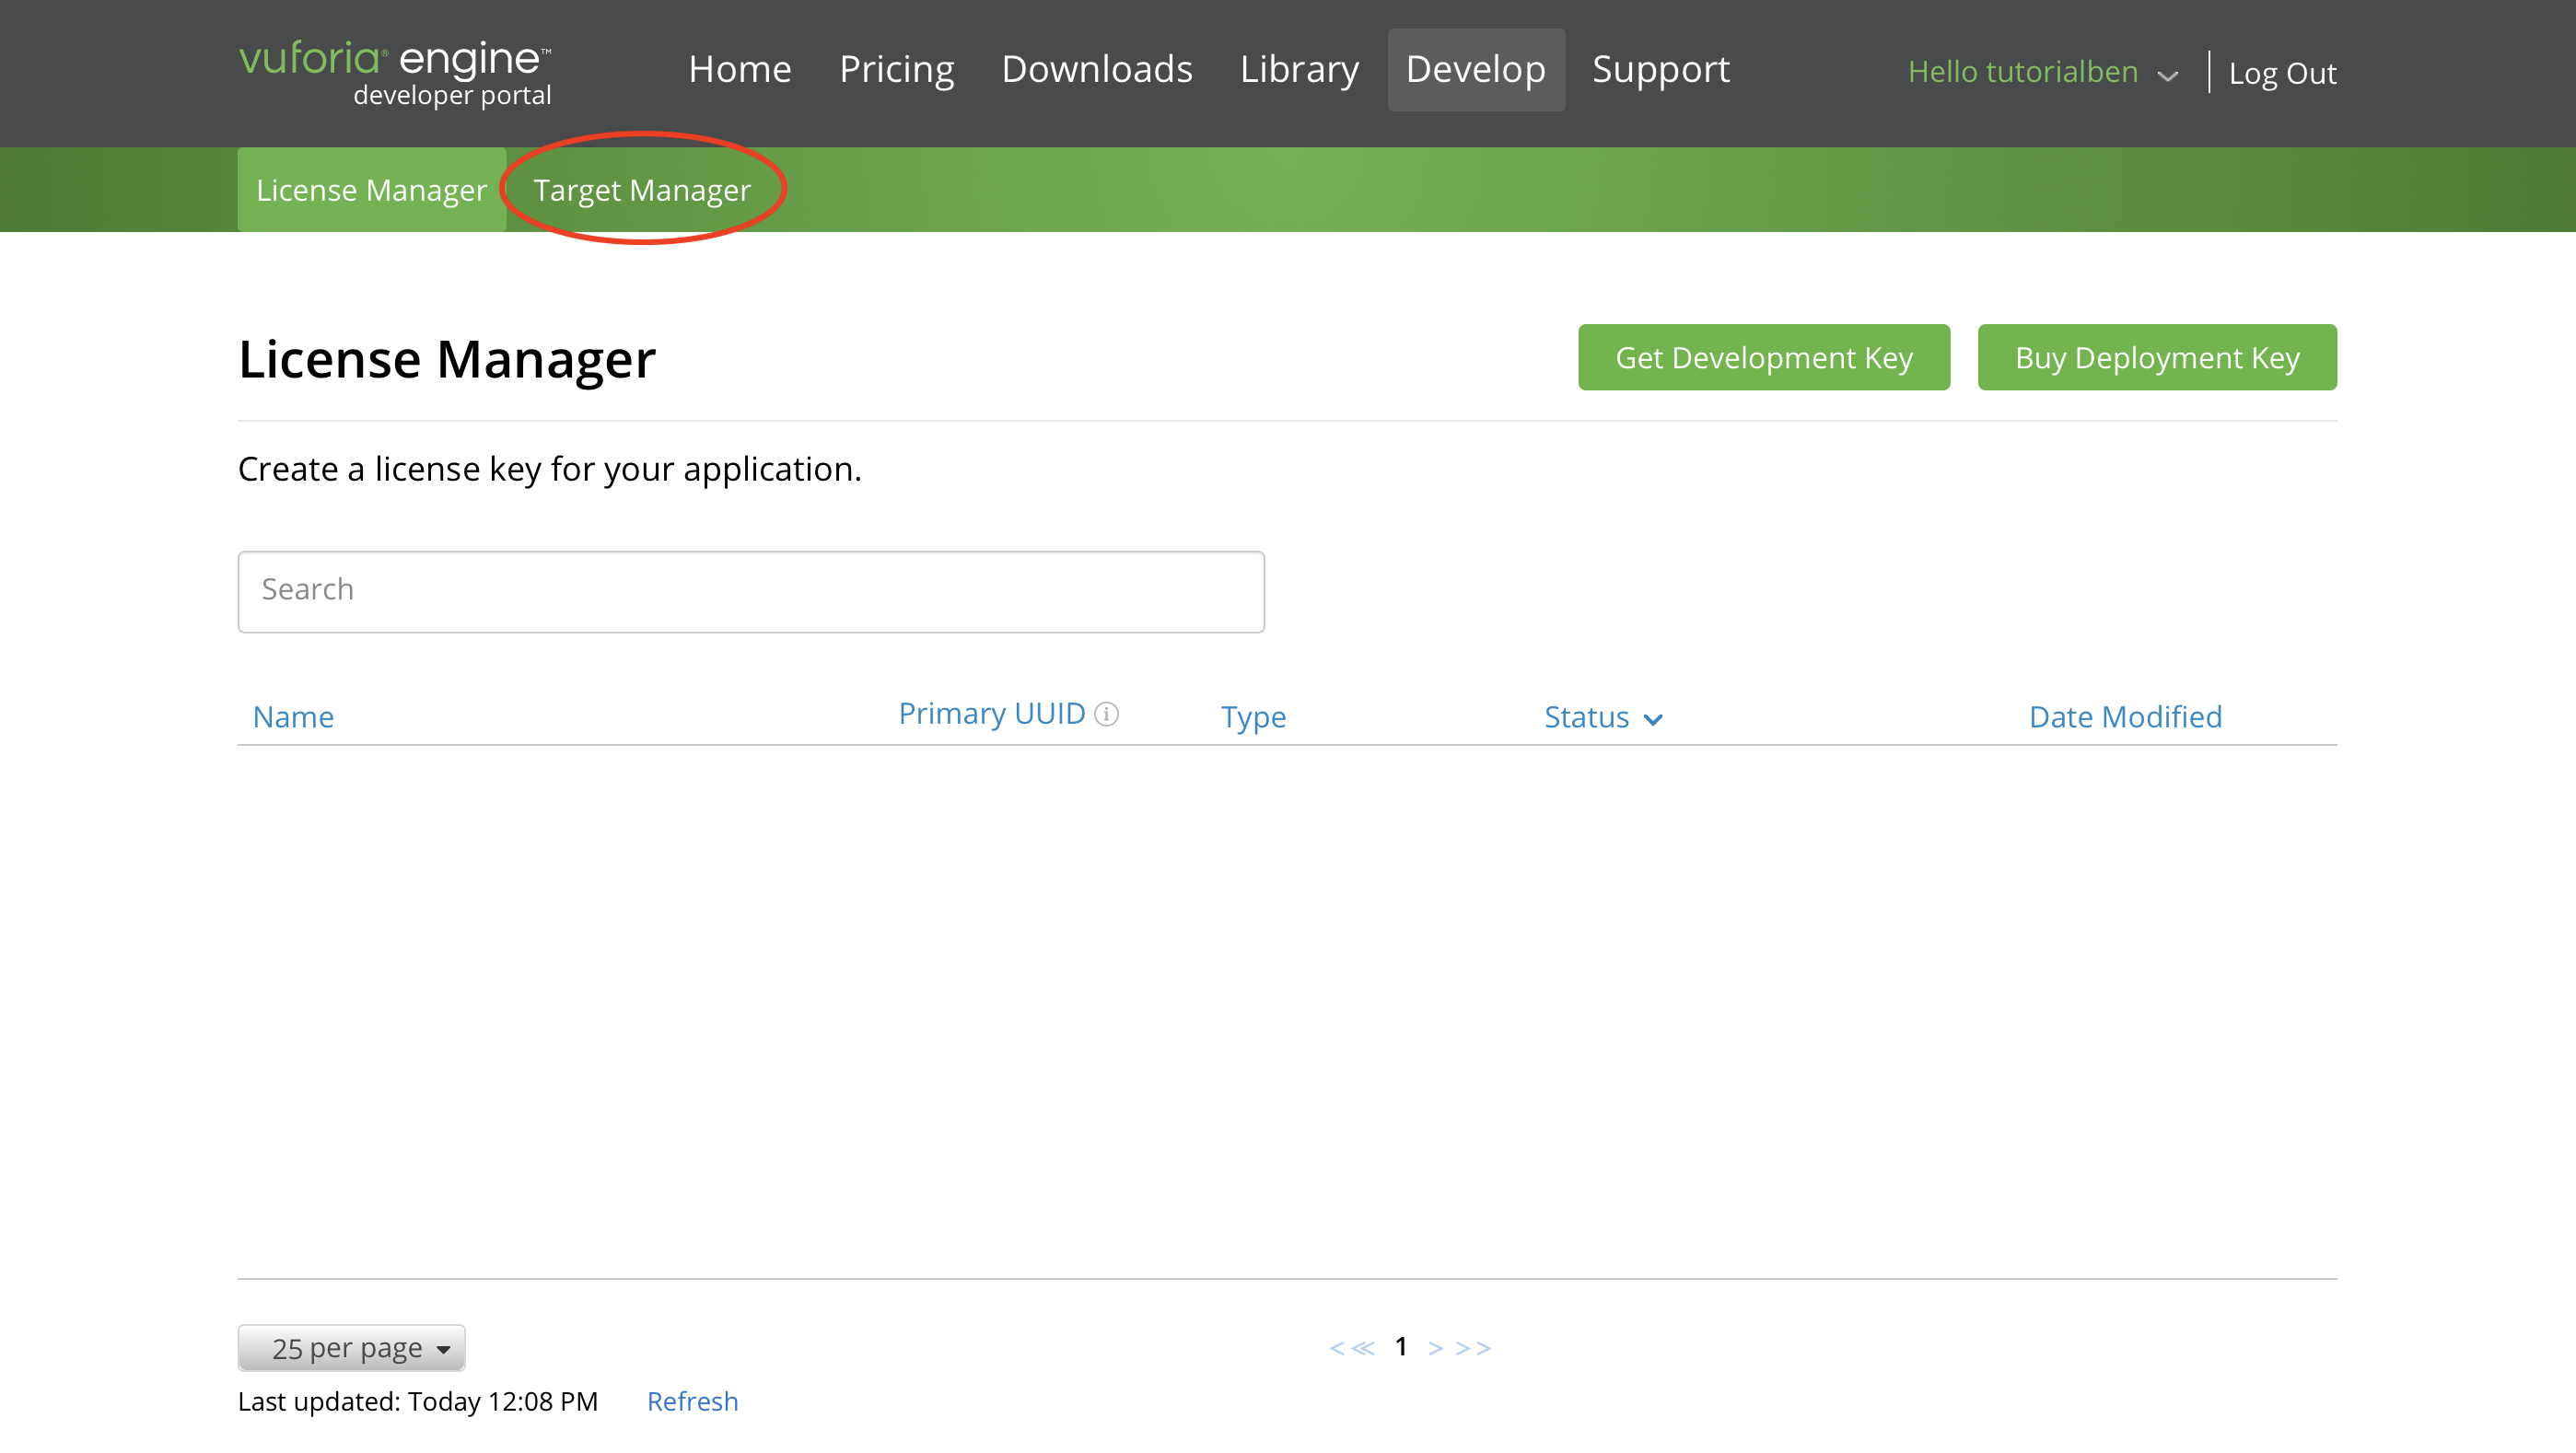 vuforia® engine™
developer portal
Home Pricing Downloads Library Develop Support
Hello tutorialben Log Out
License Manager Target Manager
License Manager
Get Development Key Buy Deployment Key
Create a license key for your application.
Search
Name Primary UUID Type Status Date Modified
25 per page
<<< 1 > >>
Last updated: Today 12:08 PM Refresh